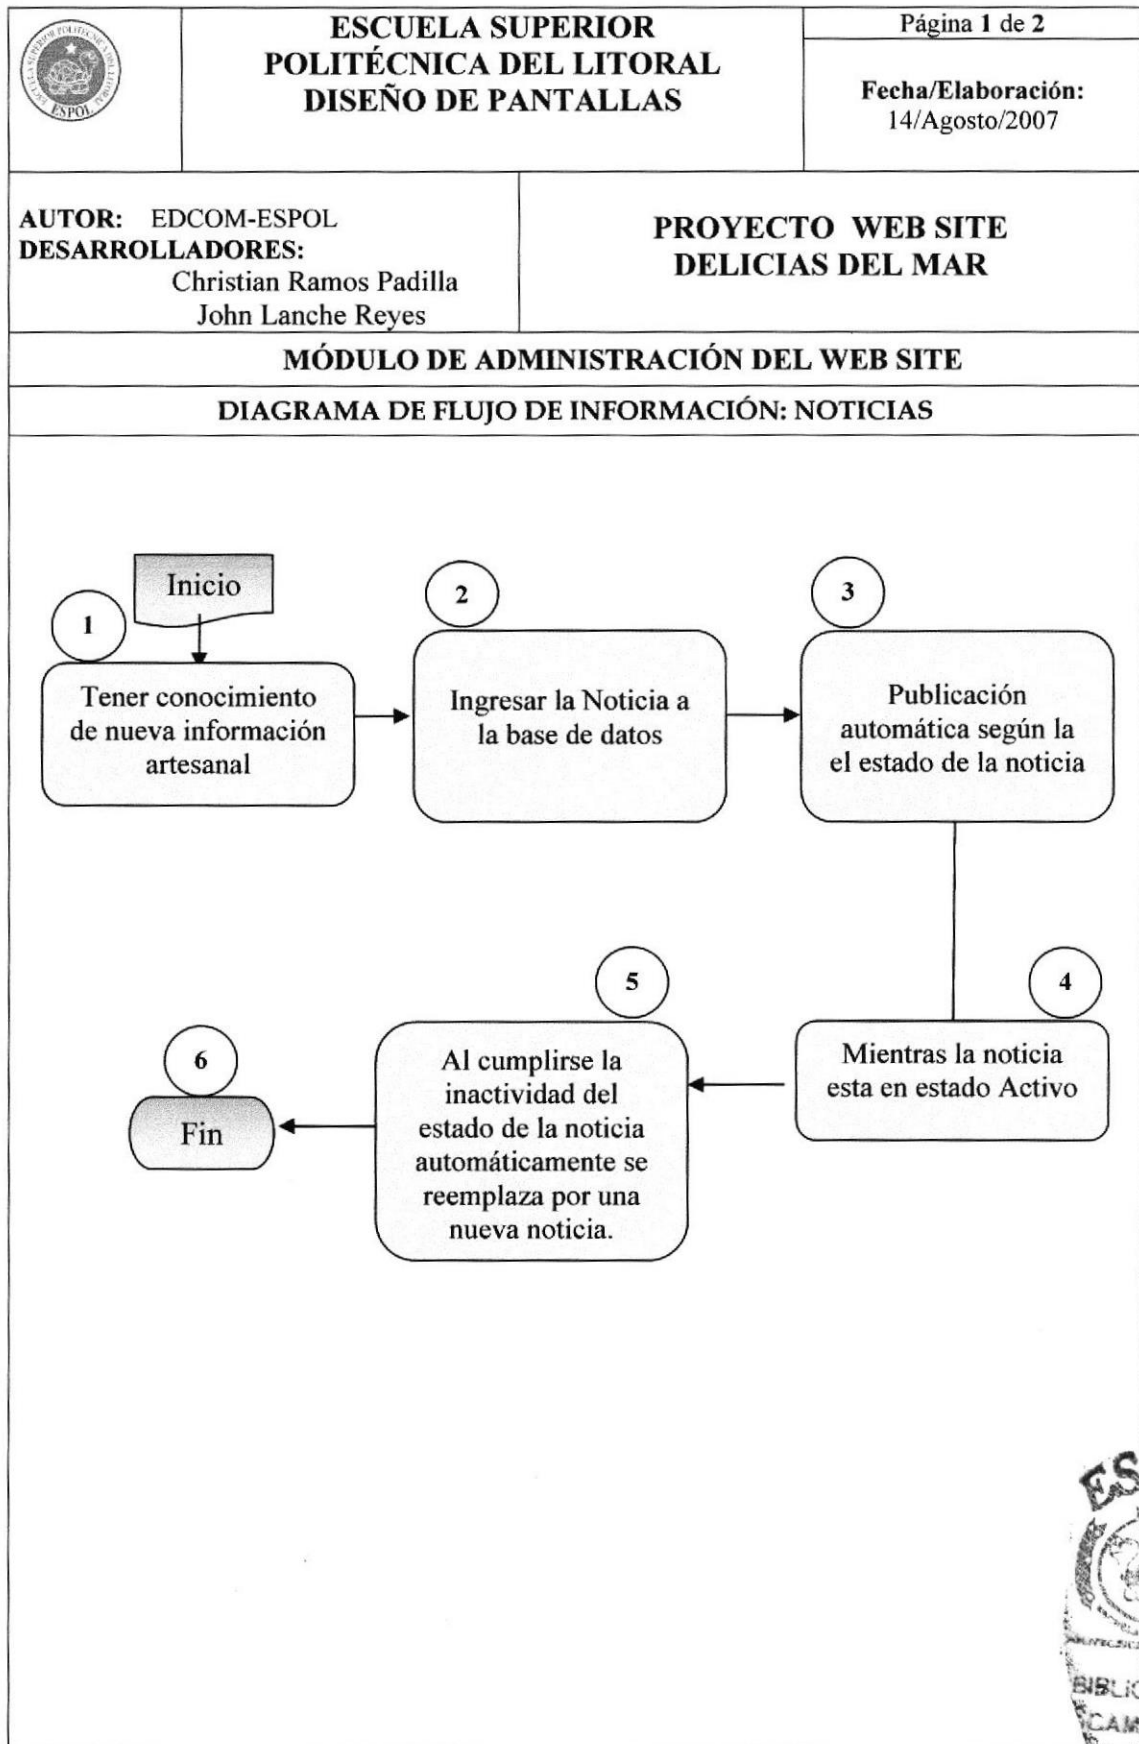 ESCUELA SUPERIOR
POLITÉCNICA DEL LITORAL
DISEÑO DE PANTALLAS
Página 1 de 2
Fecha/Elaboración:
14/Agosto/2007
ESPOL
AUTOR: EDCOM-ESPOL
DESARROLLADORES:
Christian Ramos Padilla
John Lanche Reyes
PROYECTO WEB SITE
DELICIAS DEL MAR
MÓDULO DE ADMINISTRACIÓN DEL WEB SITE
DIAGRAMA DE FLUJO DE INFORMACIÓN: NOTICIAS
Inicio
1
Tener conocimiento
de nueva información
artesanal
2
Ingresar la Noticia a
la base de datos
3
Publicación
automática según la
el estado de la noticia
4
Mientras la noticia
esta en estado Activo
5
Al cumplirse la
inactividad del
estado de la noticia
automáticamente se
reemplaza por una
nueva noticia.
6
Fin